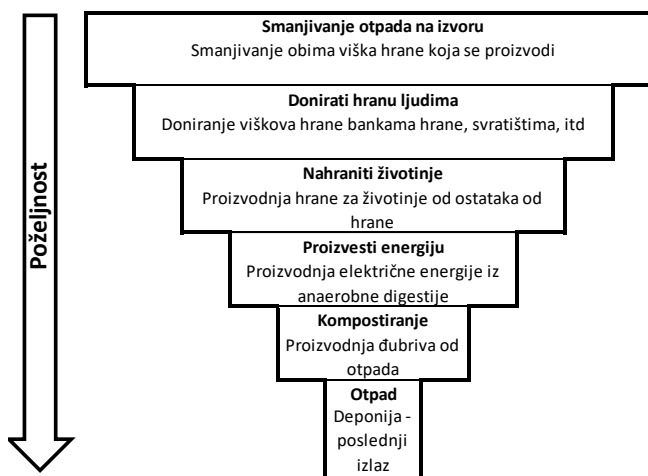 Poželjnost
Smanjivanje otpada na izvoru
Smanjivanje obima viška hrane koja se proizvodi
Donirati hranu ljudima
Doniranje viškova hrane bankama hrane, svratištima, itd
Nahraniti životinje
Proizvodnja hrane za životinje od ostataka od
hrane
Proizvesti energiju
Proizvodnja električne energije iz
anaerobne digestije
Kompostiranje
Proizvodnja đubriva od
otpada
Otpad
Deponija -
poslednji
izlaz